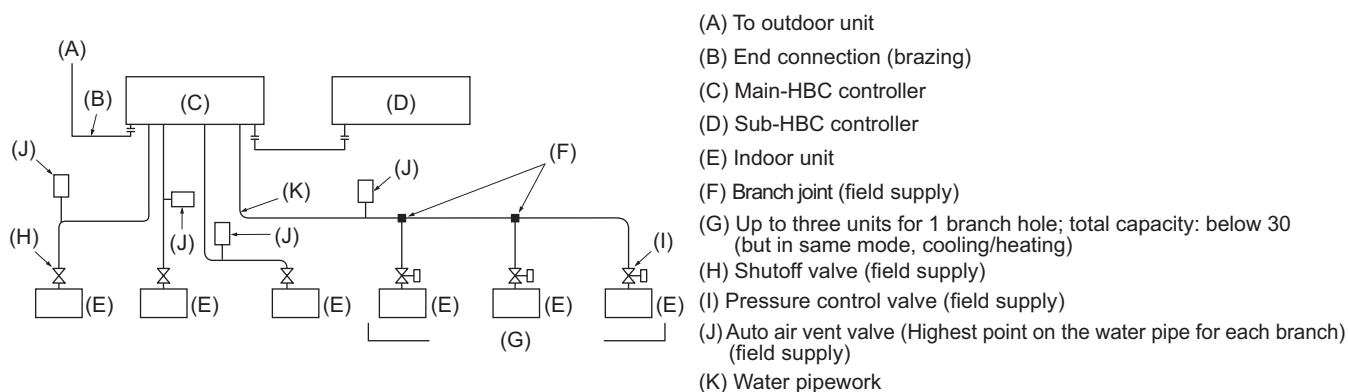 (A)
(B)
(C)
(D)
(J)
(J)
(F)
(K)
(J)
(J)
(H)
(I)
(E)
(E)
(E)
(E)
(E)
(E)
(G)
(A) To outdoor unit
(B) End connection (brazing)
(C) Main-HBC controller
(D) Sub-HBC controller
(E) Indoor unit
(F) Branch joint (field supply)
(G) Up to three units for 1 branch hole; total capacity: below 30
(but in same mode, cooling/heating)
(H) Shutoff valve (field supply)
(I) Pressure control valve (field supply)
(J) Auto air vent valve (Highest point on the water pipe for each branch)
(field supply)
(K) Water pipework